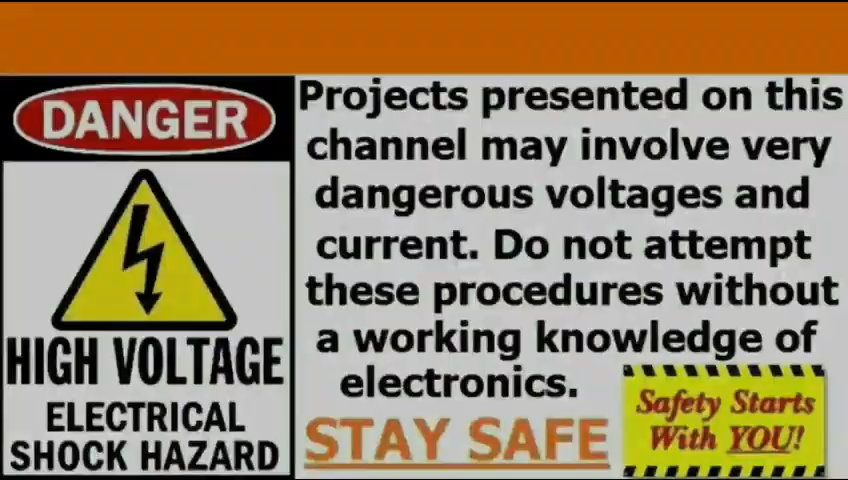 DANGER
HIGH VOLTAGE
ELECTRICAL
SHOCK HAZARD
Projects presented on this
channel may involve very
dangerous voltages and
current. Do not attempt
these procedures without
a working knowledge of
electronics.
STAY SAFE
Safety Starts
With YOU!